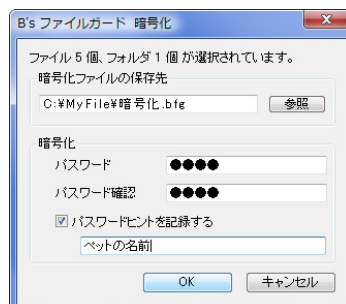 B's ファイルガード 暗号化
ファイル 5 個、フォルダ 1 個 が選択されています。
暗号化ファイルの保存先
C:¥MyFile¥暗号化.bfg
参照
暗号化
パスワード
●●●●
パスワード確認
●●●●
パスワードヒントを記録する
ペットの名前
OK
キャンセル